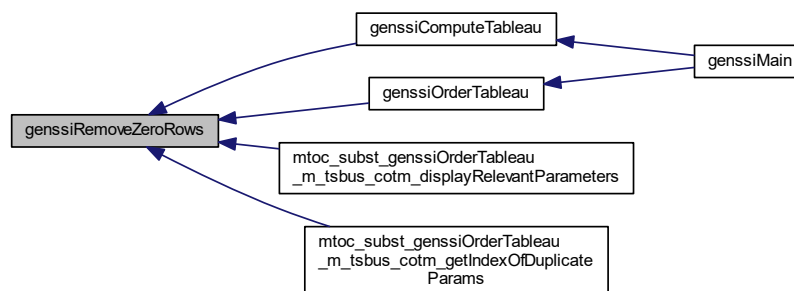 genssiComputeTableau
genssiMain
genssiOrderTableau
genssiRemoveZeroRows
mtoc_subst_genssiOrderTableau
_m_tsbus_cotm_displayRelevantParameters
mtoc_subst_genssiOrderTableau
_m_tsbus_cotm_getIndexOfDuplicate
Params